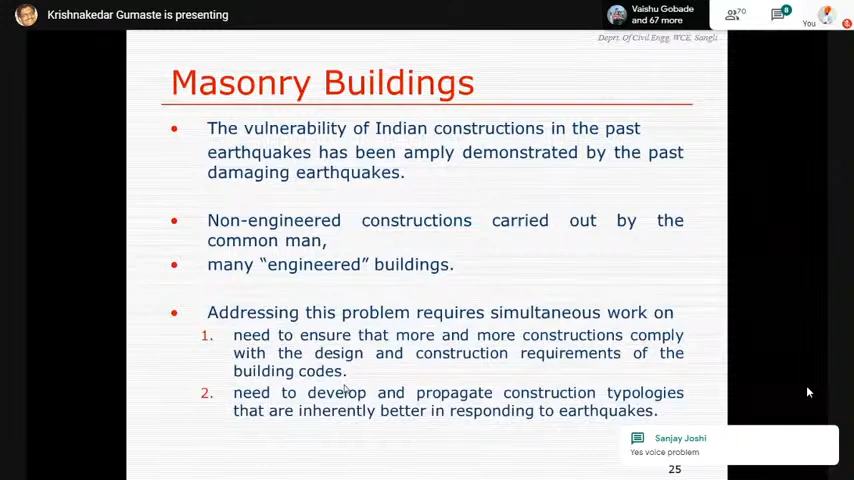 Krishnakedar Gumaste is presenting
Vaishu Gobade
and 67 more
70
8
You
Deprt. Of Civil Engg. WCE, Sangli
Masonry Buildings
The vulnerability of Indian constructions in the past
earthquakes has been amply demonstrated by the past
damaging earthquakes.
Non-engineered constructions carried out by the
common man,
many “engineered” buildings.
Addressing this problem requires simultaneous work on
1. need to ensure that more and more constructions comply
with the design and construction requirements of the
building codes.
2. need to develop and propagate construction typologies
that are inherently better in responding to earthquakes.
Sanjay Joshi
Yes voice problem
25